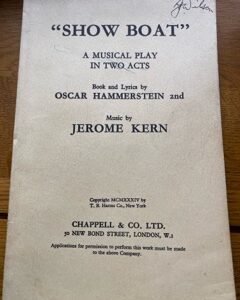 "SHOW BOAT"
A MUSICAL PLAY
IN TWO ACTS
Book and Lyrics by
OSCAR HAMMERSTEIN 2nd
Music by
JEROME KERN
Copyright MCMXXXIV by
T. B. Harms Co., New York
CHAPPELL & CO. LTD.
50 NEW BOND STREET, LONDON, W.1
Applications for permission to perform this work must be made
to the above Company.